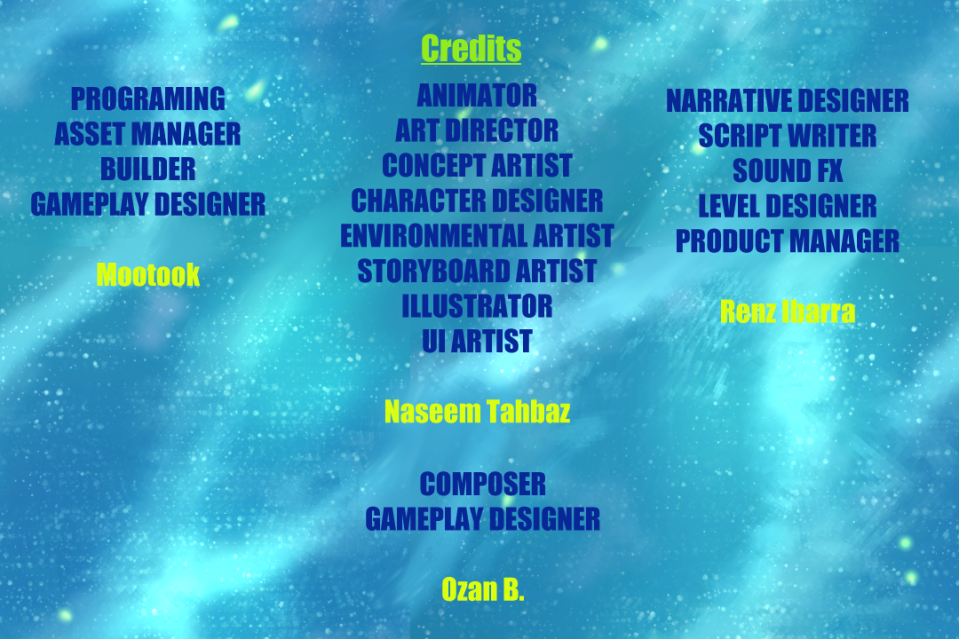 Credits
PROGRAMING
ASSET MANAGER
BUILDER
GAMEPLAY DESIGNER
Mootook
ANIMATOR
ART DIRECTOR
CONCEPT ARTIST
CHARACTER DESIGNER
ENVIRONMENTAL ARTIST
STORYBOARD ARTIST
ILLUSTRATOR
UI ARTIST
Naseem Tahbaz
COMPOSER
GAMEPLAY DESIGNER
Ozan B.
NARRATIVE DESIGNER
SCRIPT WRITER
SOUND FX
LEVEL DESIGNER
PRODUCT MANAGER
Renz Ibarra